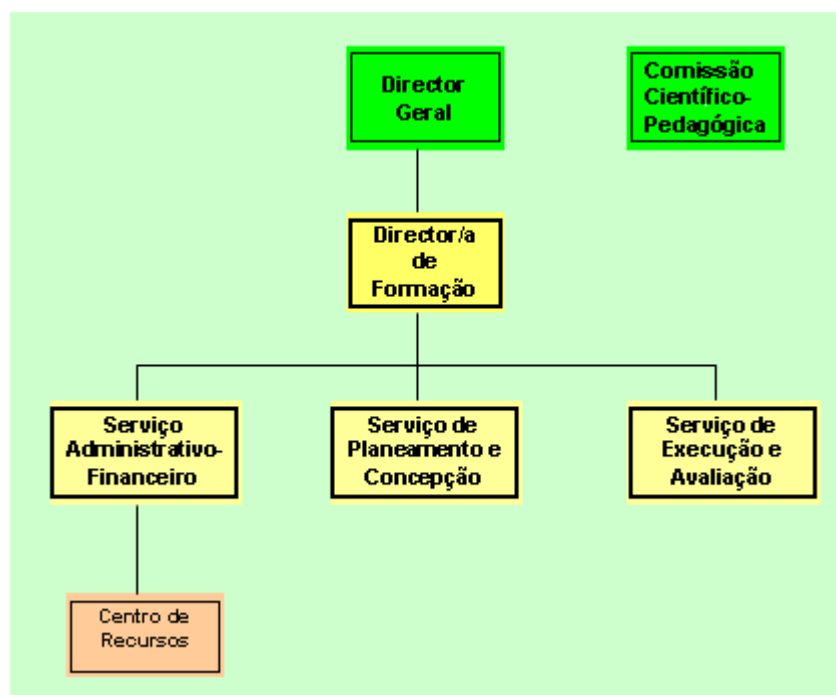 Director
Geral
Comissão
Científico-
Pedagógica
Director/a
de
Formação
Serviço
Administrativo-
Financeiro
Serviço de
Planeamento e
Concepção
Serviço de
Execução e
Avaliação
Centro de
Recursos